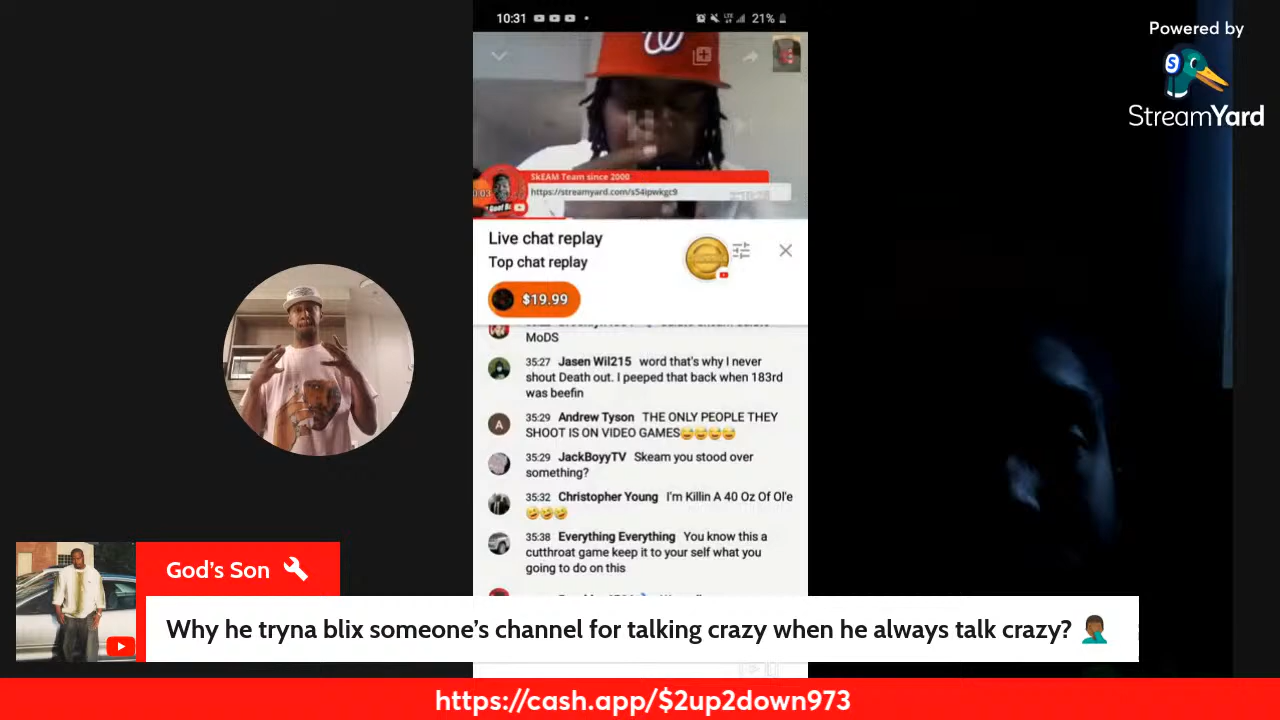 10:31
LTE
21%
Powered by
StreamYard
W
SkEAM Team since 2000
https://streamyard.com/s54ipwkgc9
Live chat replay
Top chat replay
$19.99
MoDS
35:27 Jasen Wil215 word that's why I never
shout Death out. I peeped that back when 183rd
was beefin
A
35:29 Andrew Tyson THE ONLY PEOPLE THEY
SHOOT IS ON VIDEO GAMES😅😅😅😅
35:29 JackBoyyTV Skeam you stood over
something?
35:32 Christopher Young I'm Killin A 40 Oz Of Ol'e
🤣🤣🤣
35:38 Everything Everything You know this a
cutthroat game keep it to your self what you
going to do on this
God's Son
Why he tryna blix someone's channel for talking crazy when he always talk crazy? 🤦🏾‍♂️
https://cash.app/$2up2down973